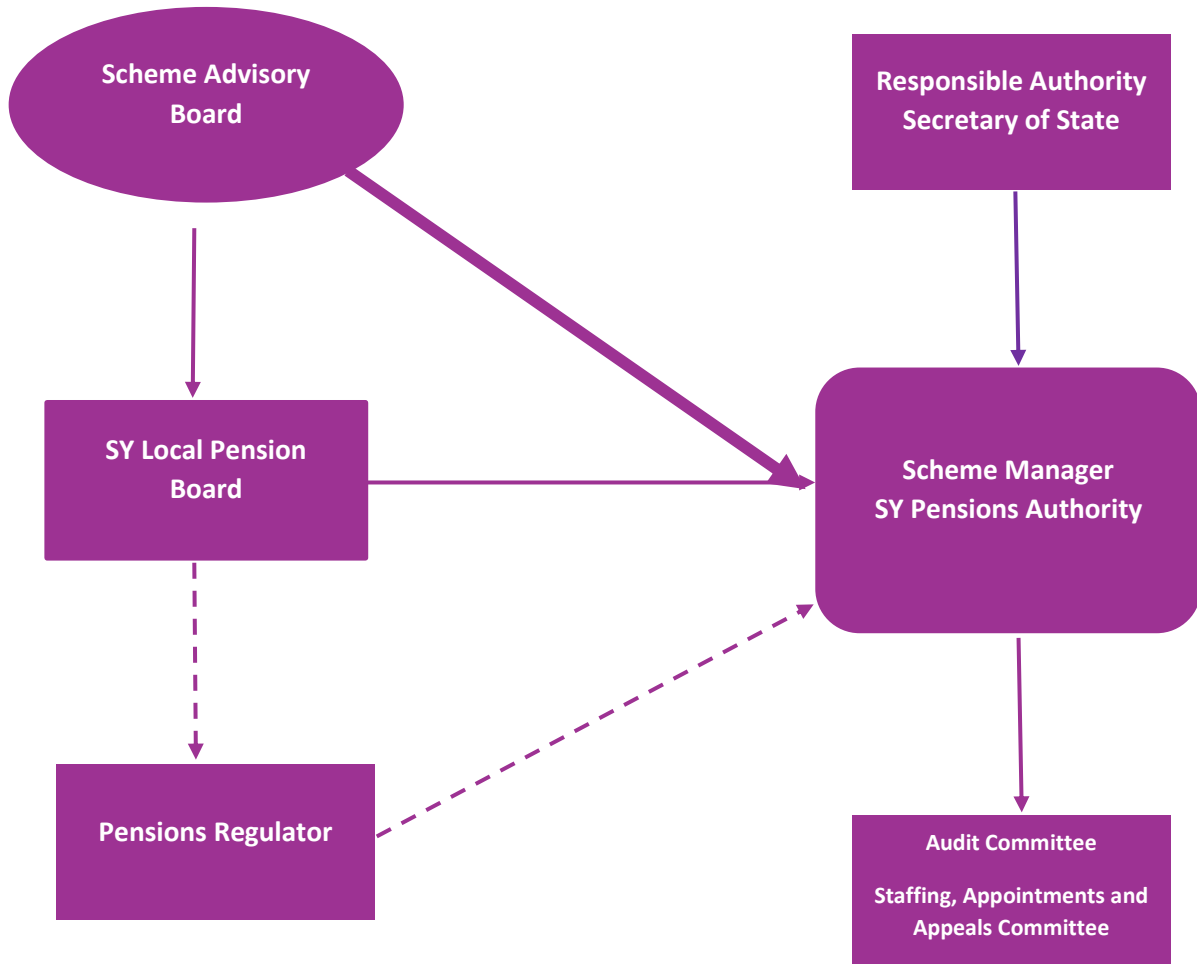 Scheme Advisory
Board
Responsible Authority
Secretary of State
SY Local Pension
Board
Scheme Manager
SY Pensions Authority
Pensions Regulator
Audit Committee
Staffing, Appointments and
Appeals Committee